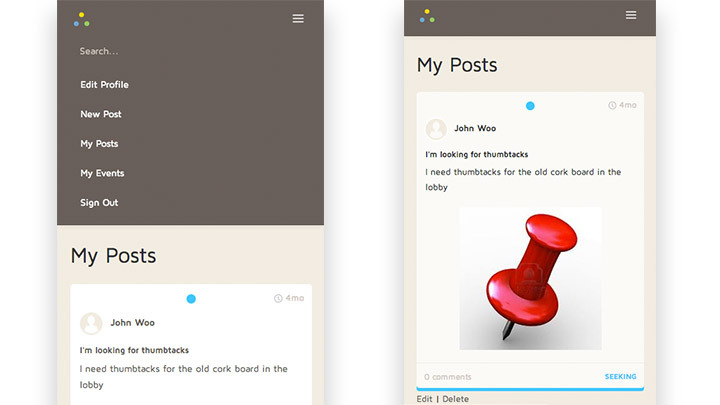 Search...
Edit Profile
New Post
My Posts
My Events
Sign Out
My Posts
4mo
John Woo
I'm looking for thumbtacks
I need thumbtacks for the old cork board in the
lobby
My Posts
4mo
John Woo
I'm looking for thumbtacks
I need thumbtacks for the old cork board in the
lobby
0 comments
SEEKING
Edit | Delete